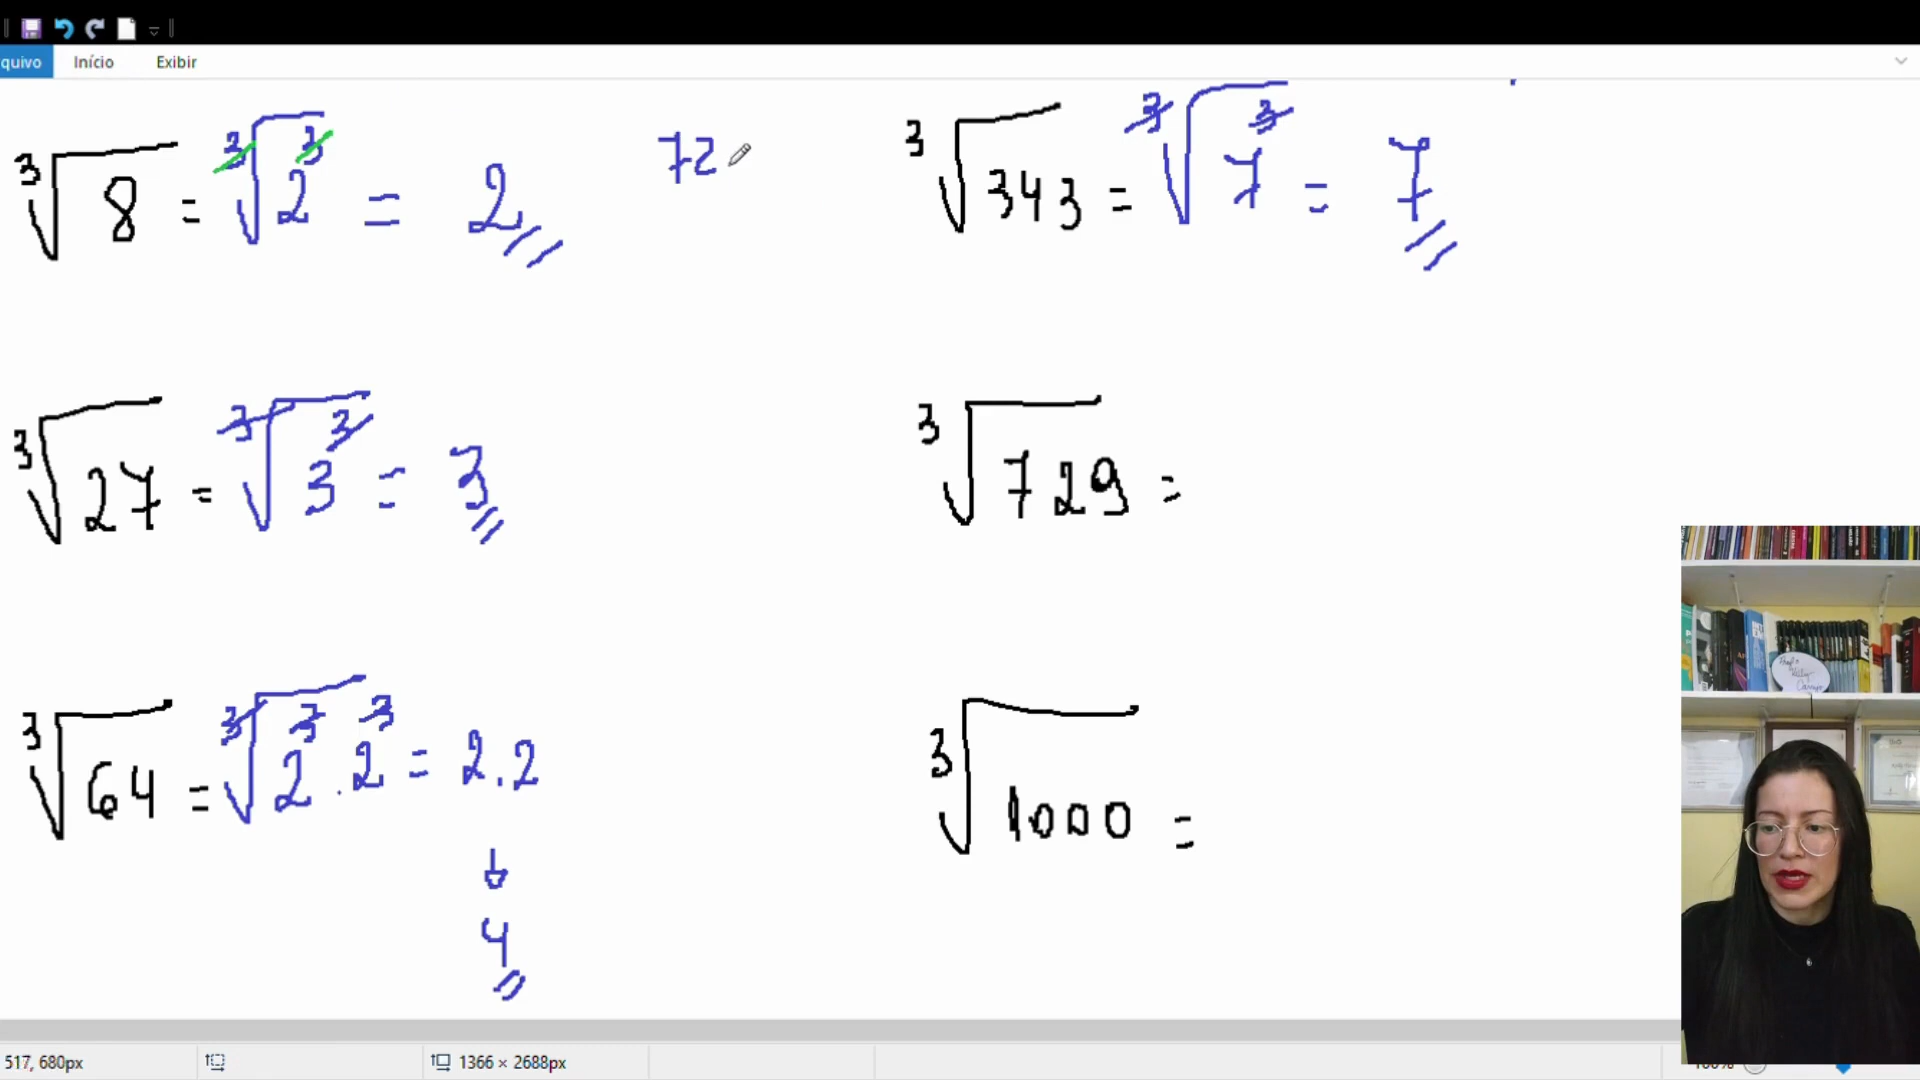 quivo Início Exibir
³√8 = ³√2³ = 2
72
³√343 = ³√7³ = 7
³√27 = ³√3³ = 3
³√729 =
³√64 = ³√2³.2³ = 2.2
4
³√1000 =
517, 680px
1366 × 2688px
100%